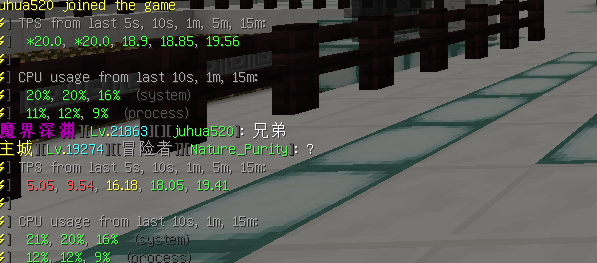 uhua520 joined the game
⚡] TPS from last 5s, 10s, 1m, 5m, 15m:
⚡] *20.0, *20.0, 18.9, 18.85, 19.56
⚡]
⚡] CPU usage from last 10s, 1m, 15m:
⚡] 20%, 20%, 16% (system)
⚡] 11%, 12%, 9% (process)
魔界深渊][Lv.21863][][juhua520]: 兄弟
主城][Lv.19274][冒险者][Nature_Purity]: ?
⚡] TPS from last 5s, 10s, 1m, 5m, 15m:
⚡] 5.05, 9.54, 16.18, 18.05, 19.41
⚡]
⚡] CPU usage from last 10s, 1m, 15m:
⚡] 21%, 20%, 16% (system)
⚡] 12%, 12%, 9% (process)